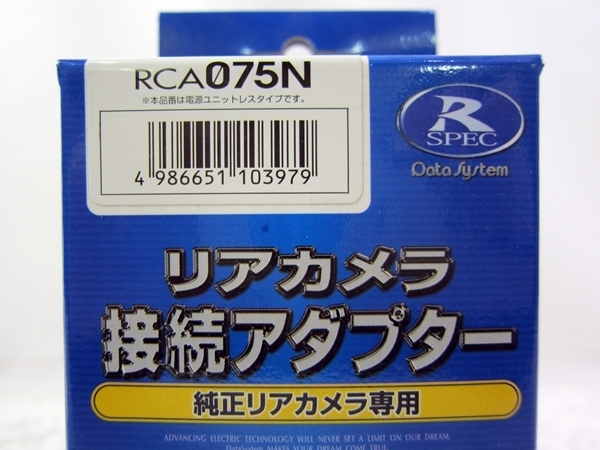 RCA075N
※本品番は電源ユニットレスタイプです。
4 986651 103979
R
SPEC
Data System
リアカメラ
接続アダプター
純正リアカメラ専用
ADVANCING ELECTRIC TECHNOLOGY WILL NEVER SET A LIMIT ON OUR DREAM.
DataSystem MAKES YOUR DREAM COME TRUE.